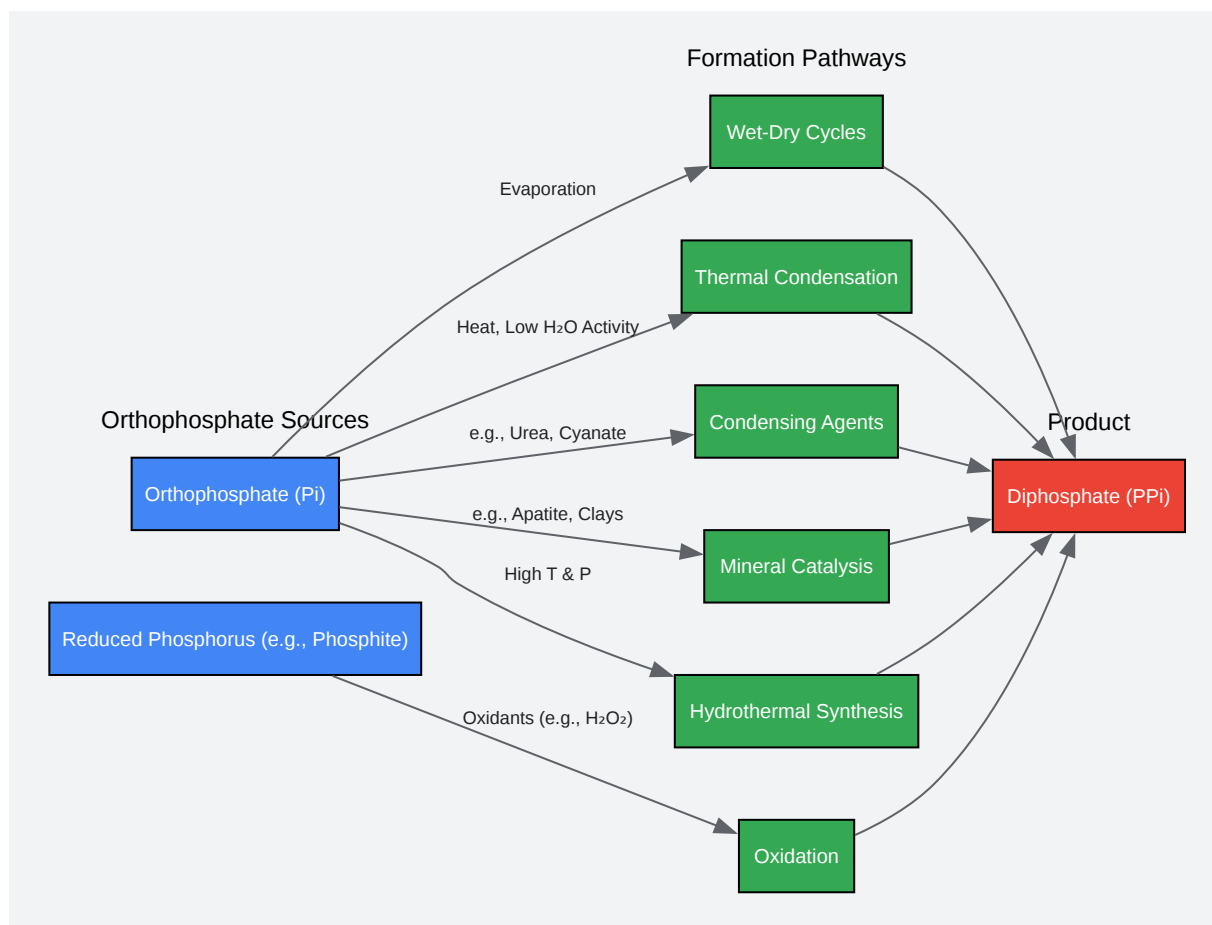 Formation Pathways
Wet-Dry Cycles
Evaporation
Thermal Condensation
Heat, Low H₂O Activity
Orthophosphate Sources
Condensing Agents
Product
e.g., Urea, Cyanate
Orthophosphate (Pi)
Diphosphate (PPi)
e.g., Apatite, Clays
Mineral Catalysis
High T & P
Reduced Phosphorus (e.g., Phosphite)
Hydrothermal Synthesis
Oxidants (e.g., H₂O₂)
Oxidation